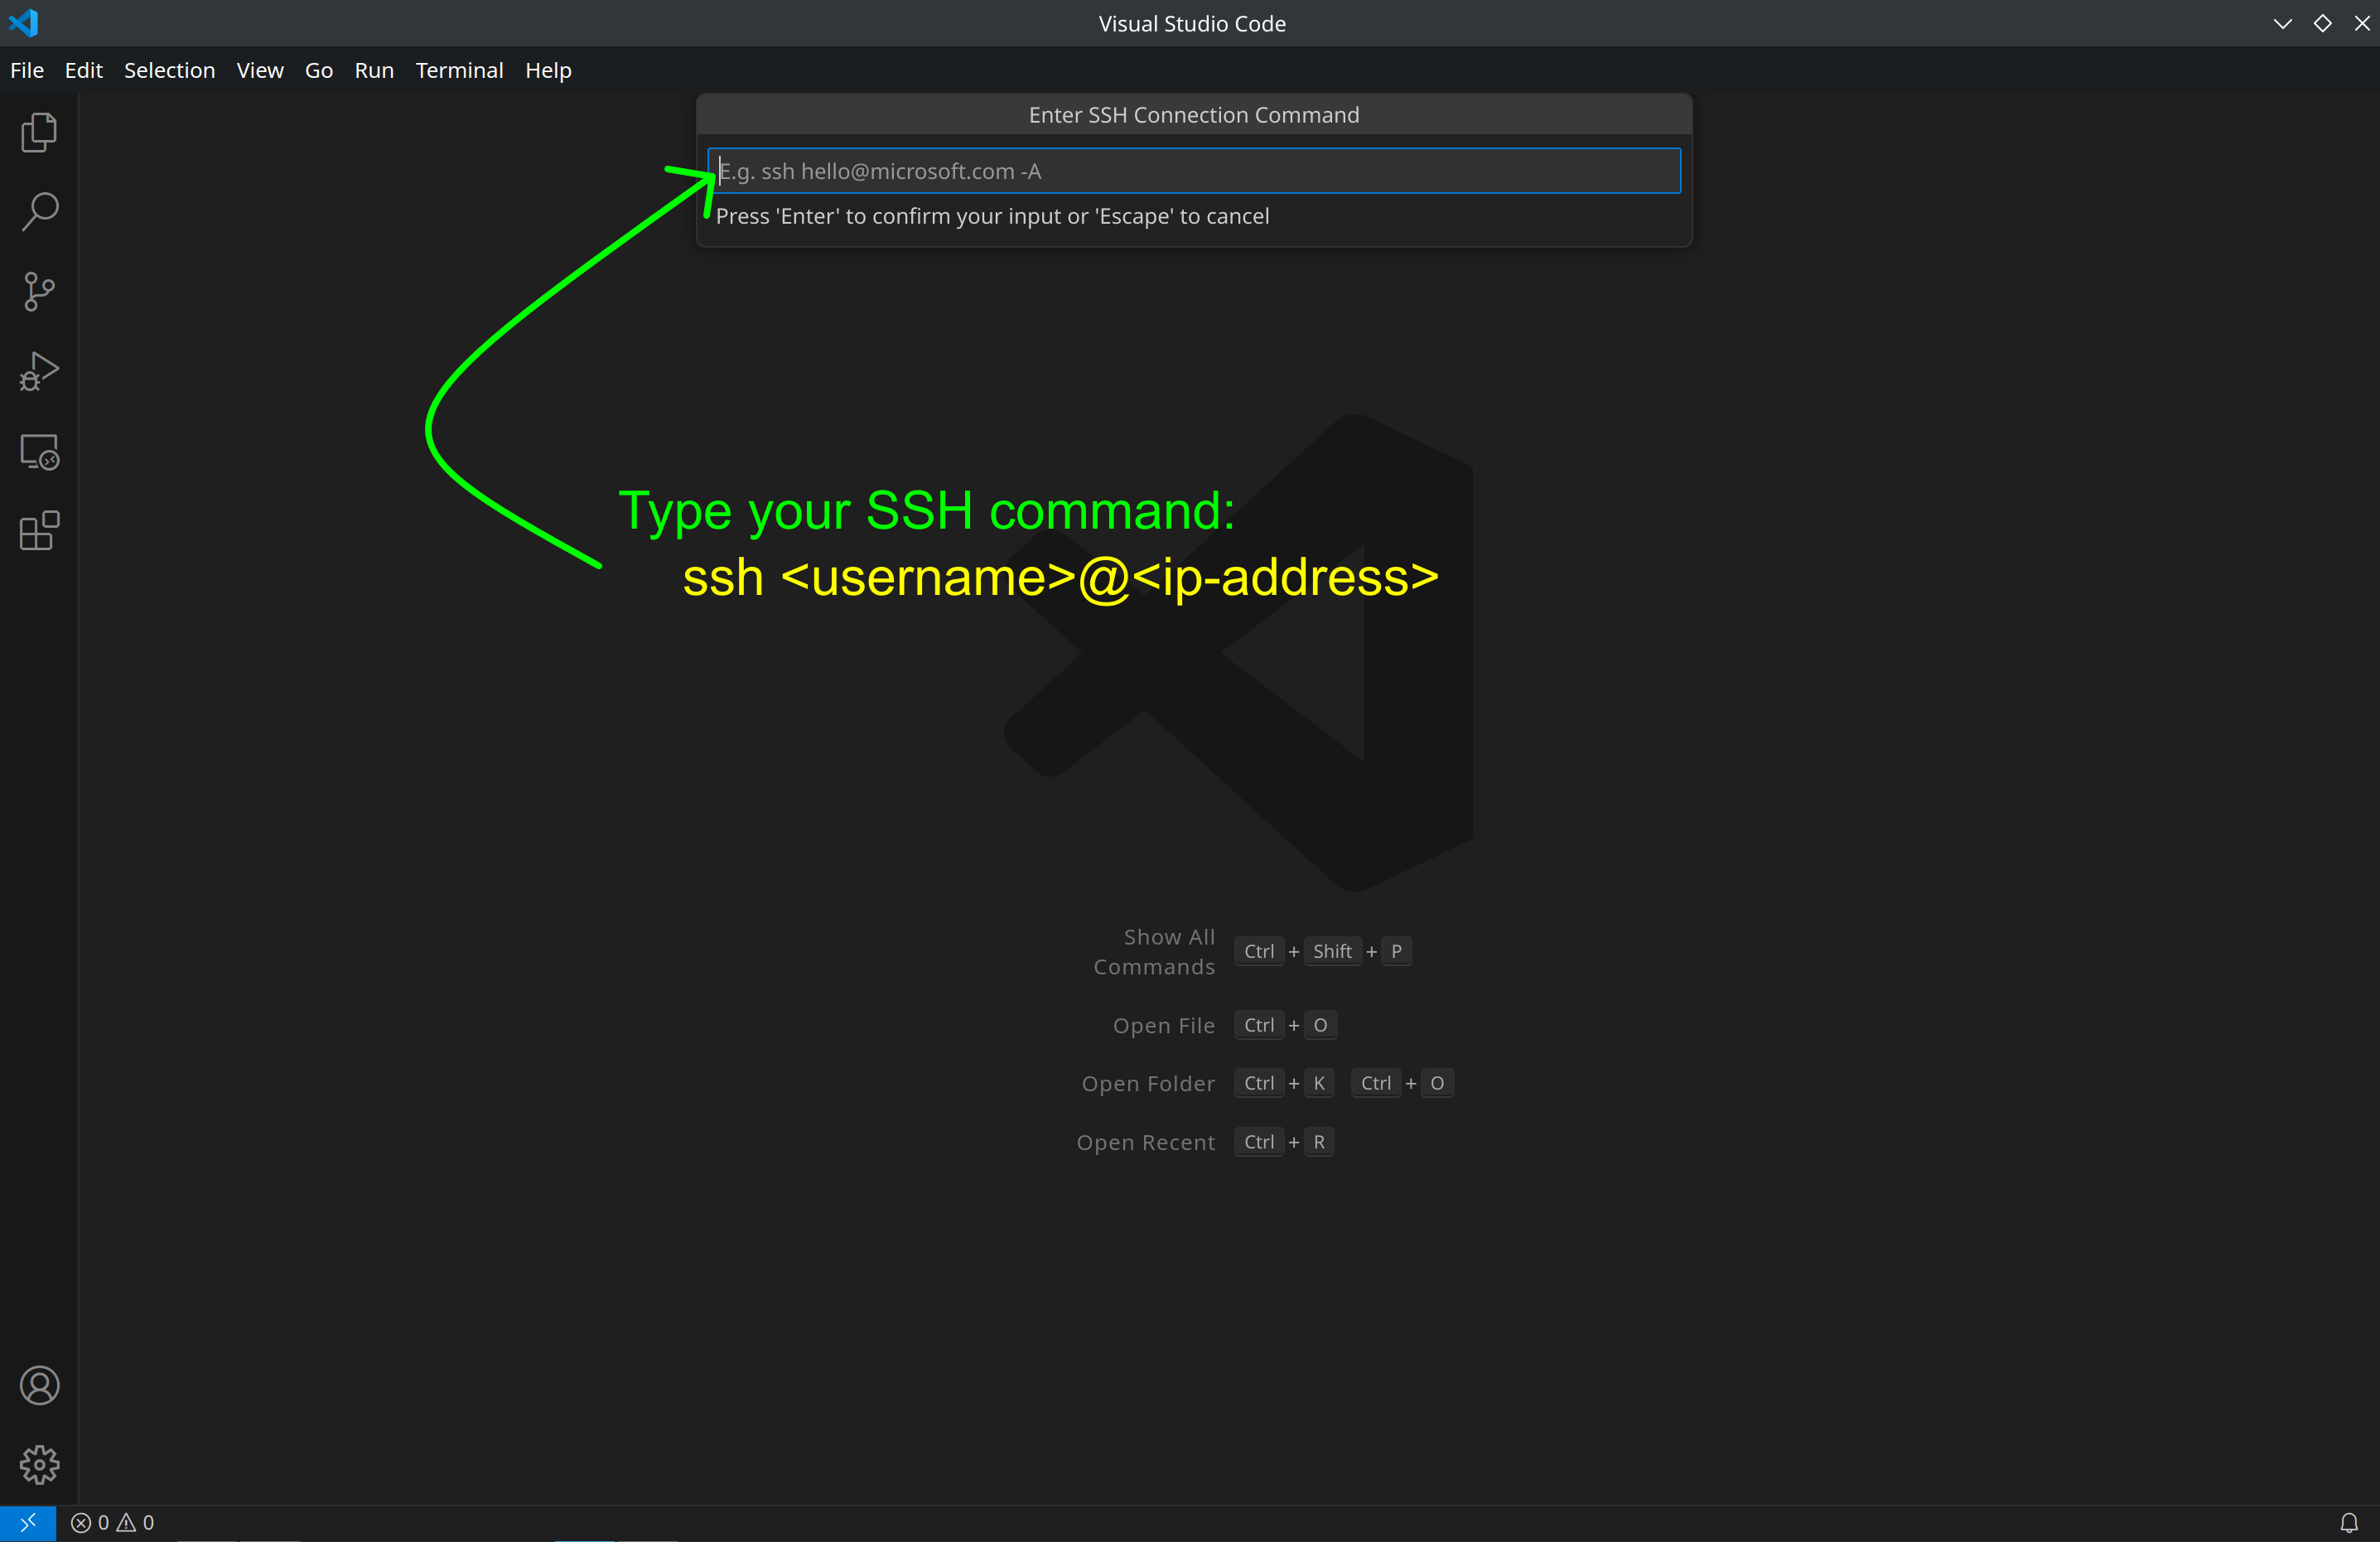 Visual Studio Code
File Edit Selection View Go Run Terminal Help
Enter SSH Connection Command
E.g. ssh hello@microsoft.com -A
Press 'Enter' to confirm your input or 'Escape' to cancel
Type your SSH command:
ssh <username>@<ip-address>
Show All
Commands
Ctrl + Shift + P
Open File Ctrl + O
Open Folder Ctrl + K Ctrl + O
Open Recent Ctrl + R
0 0